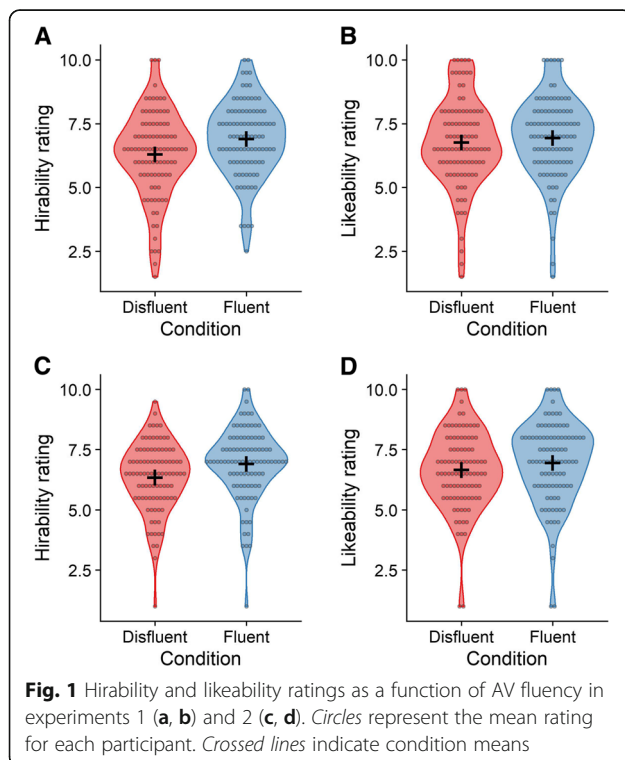 A
B
Hirability rating
10.0
7.5
5.0
2.5
Disfluent Fluent
Condition
Likeability rating
10.0
7.5
5.0
2.5
Disfluent Fluent
Condition
C
D
Hirability rating
10.0
7.5
5.0
2.5
Disfluent Fluent
Condition
Likeability rating
10.0
7.5
5.0
2.5
Disfluent Fluent
Condition
Fig. 1 Hirability and likeability ratings as a function of AV fluency in
experiments 1 (a, b) and 2 (c, d). Circles represent the mean rating
for each participant. Crossed lines indicate condition means